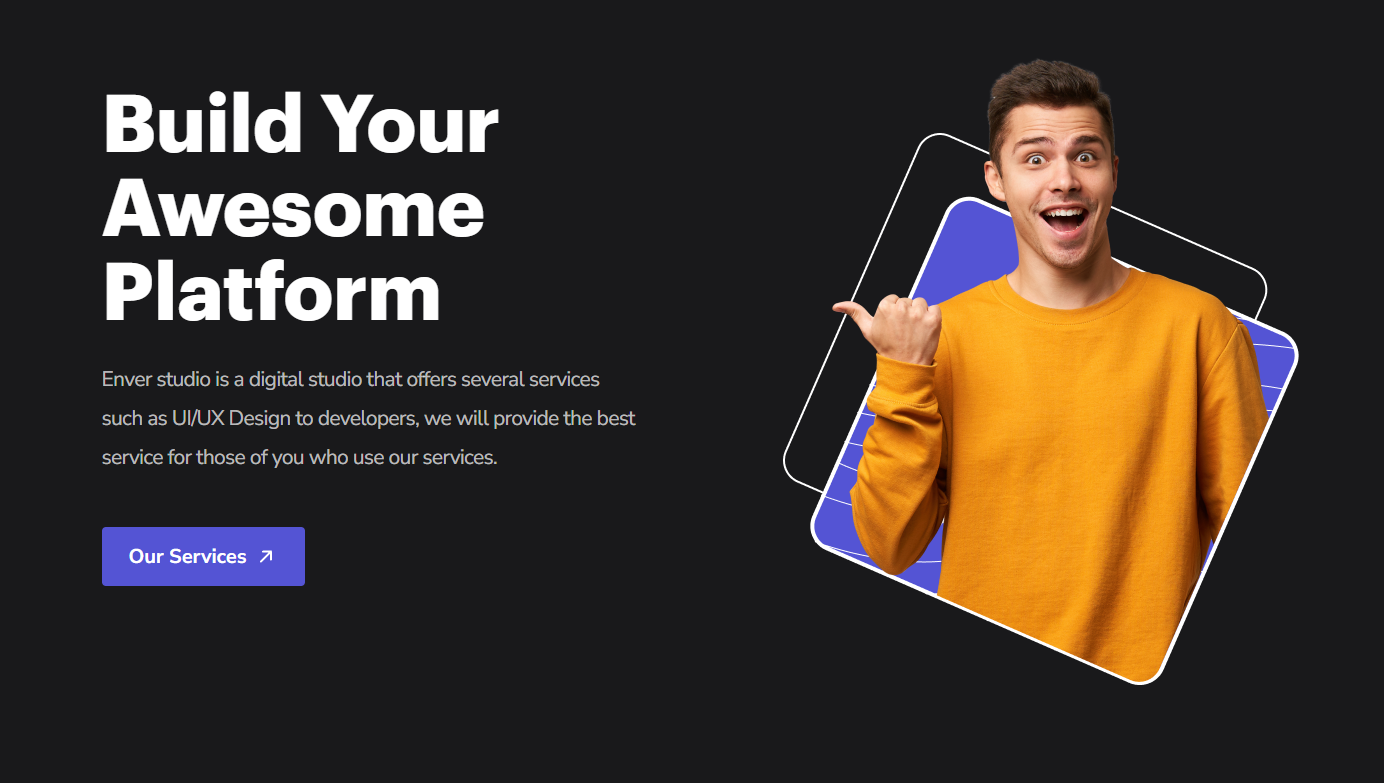 Build Your
Awesome
Platform
Enver studio is a digital studio that offers several services
such as UI/UX Design to developers, we will provide the best
service for those of you who use our services.
Our Services